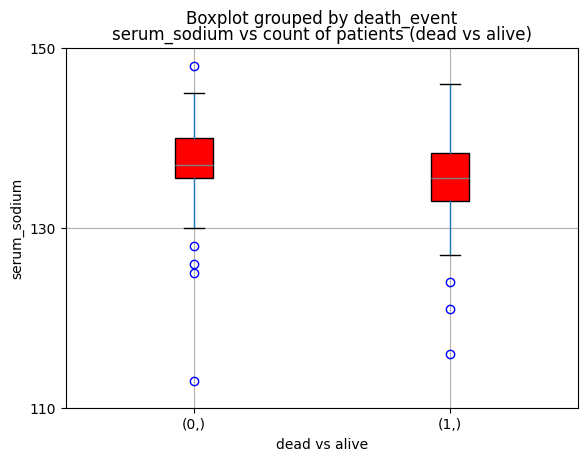 Boxplot grouped by death_event
serum_sodium vs count of patients (dead vs alive)
150
130
110
serum_sodium
(0,)
(1,)
dead vs alive